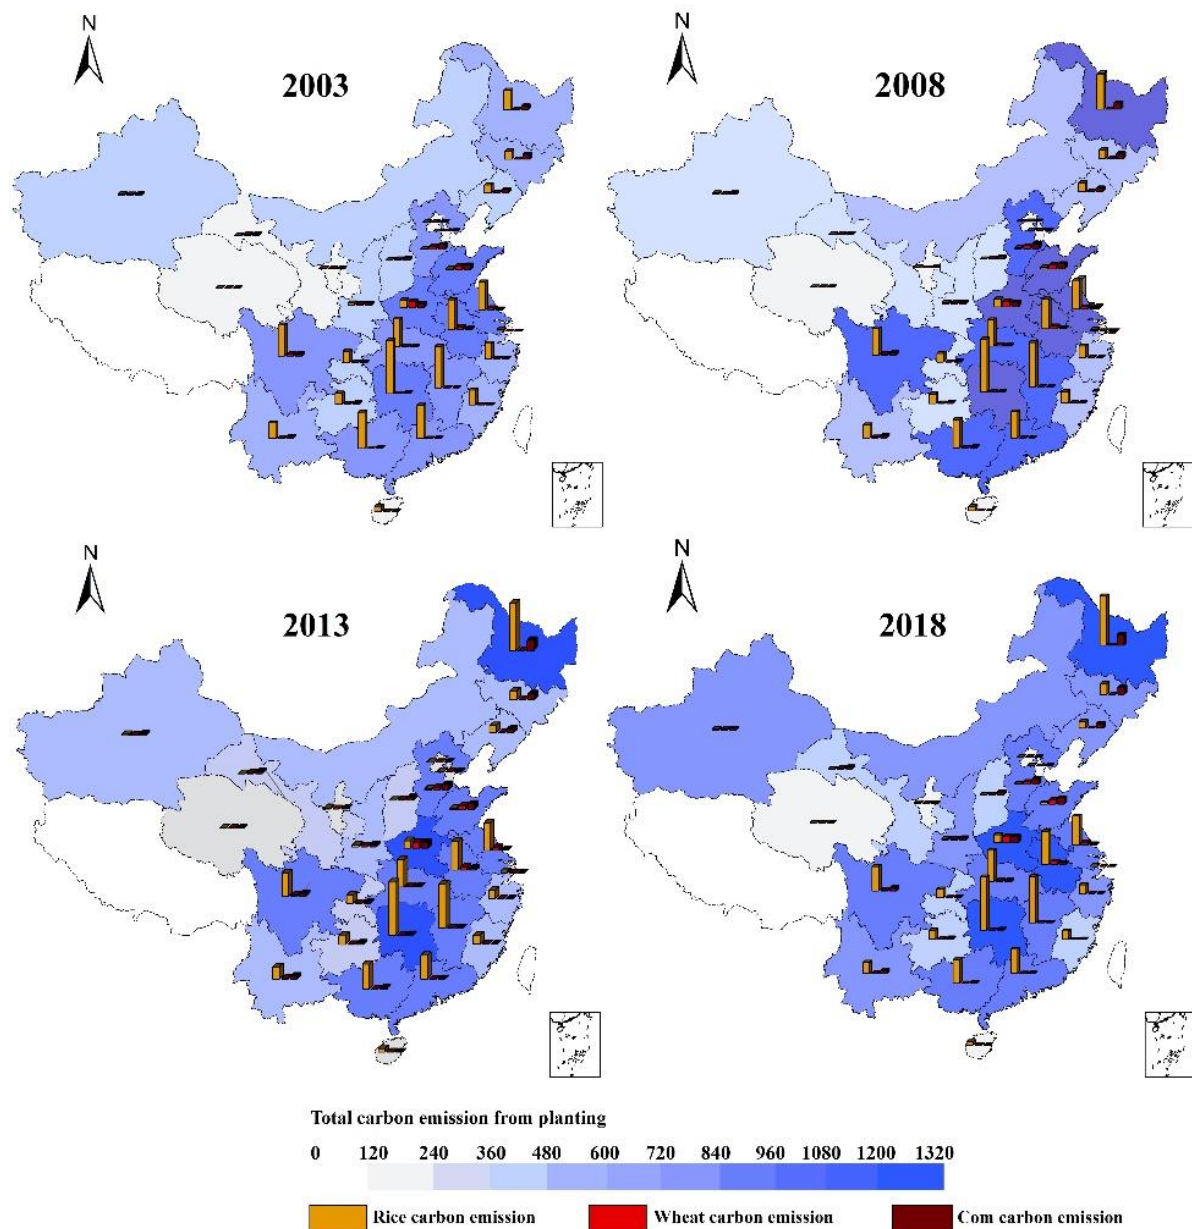 N
2003
N
2008
N
2013
N
2018
Total carbon emission from planting
0 120 240 360 480 600 720 840 960 1080 1200 1320
Rice carbon emission Wheat carbon emission Com carbon emission